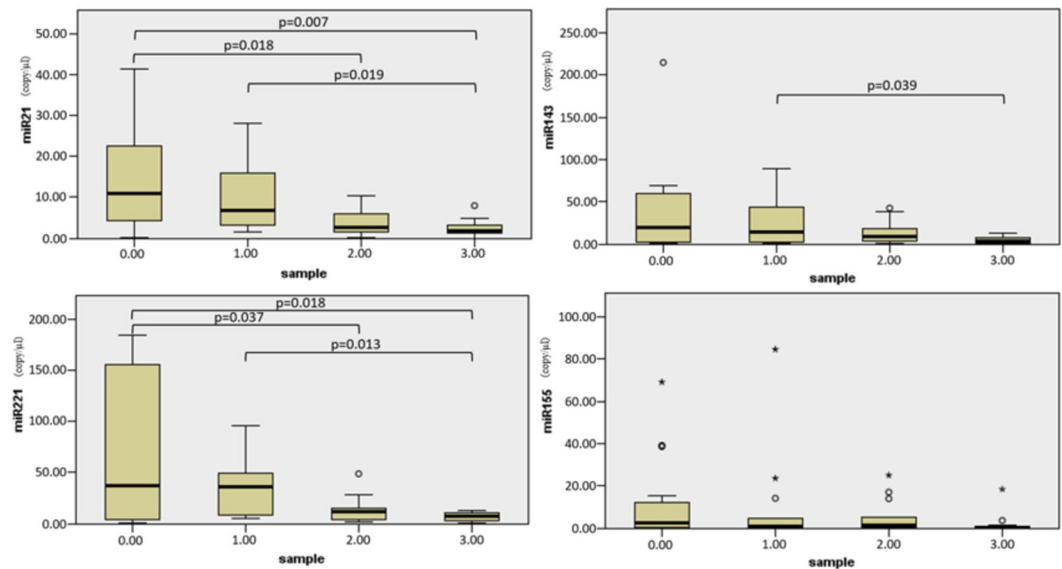 miR21 (copy/μl)
50.00
40.00
30.00
20.00
10.00
0.00
p=0.007
p=0.018
p=0.019
0.00 1.00 2.00 3.00
sample
miR143 (copy/μl)
250.00
200.00
150.00
100.00
50.00
0.00
p=0.039
0.00 1.00 2.00 3.00
sample
miR221 (copy/μl)
200.00
150.00
100.00
50.00
0.00
p=0.018
p=0.037
p=0.013
0.00 1.00 2.00 3.00
sample
miR155 (copy/μl)
100.00
80.00
60.00
40.00
20.00
0.00
0.00 1.00 2.00 3.00
sample